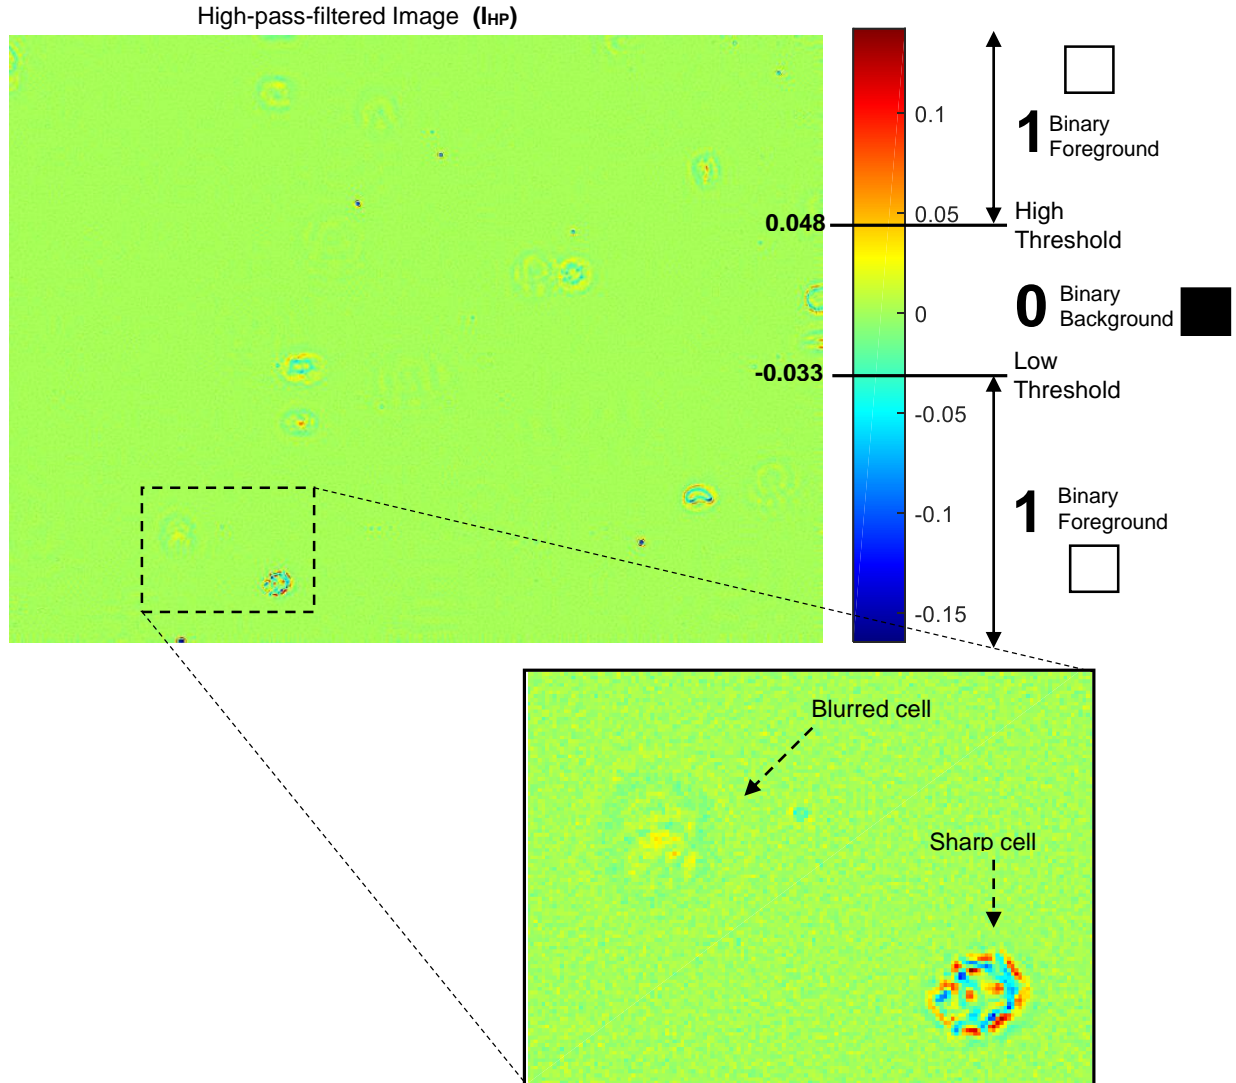 High-pass-filtered Image (IHP)
0.1
0.05
0
-0.05
-0.1
-0.15
0.048
-0.033
1 Binary
Foreground
High
Threshold
0 Binary
Background
Low
Threshold
1 Binary
Foreground
Blurred cell
Sharp cell